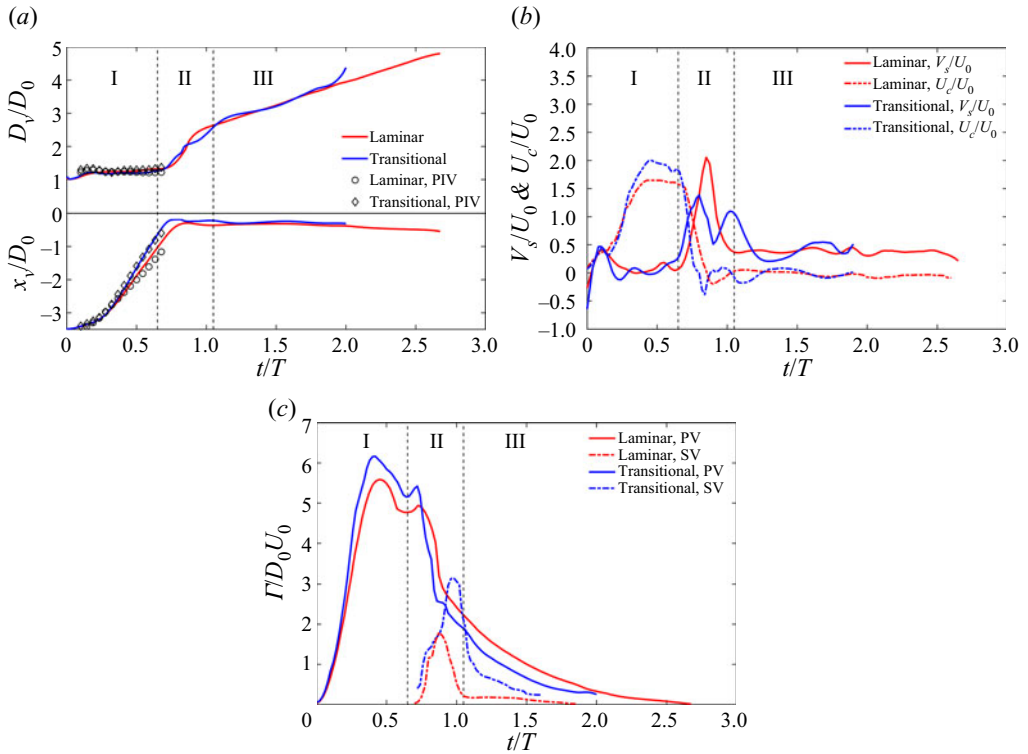 (a)
5
4
3
2
1
0
−1
−2
−3
D_v/D_0
x_v/D_0
I
II
III
Laminar
Transitional
Laminar, PIV
Transitional, PIV
0
0.5
1.0
1.5
2.0
2.5
3.0
t/T
(b)
4.0
3.5
3.0
2.5
2.0
1.5
1.0
0.5
0
−0.5
−1.0
V_s/U_0 & U_c/U_0
I
II
III
Laminar, V_s/U_0
Laminar, U_c/U_0
Transitional, V_s/U_0
Transitional, U_c/U_0
0
0.5
1.0
1.5
2.0
2.5
3.0
t/T
(c)
7
6
5
4
3
2
1
Γ/D_0U_0
I
II
III
Laminar, PV
Laminar, SV
Transitional, PV
Transitional, SV
0
0.5
1.0
1.5
2.0
2.5
3.0
t/T